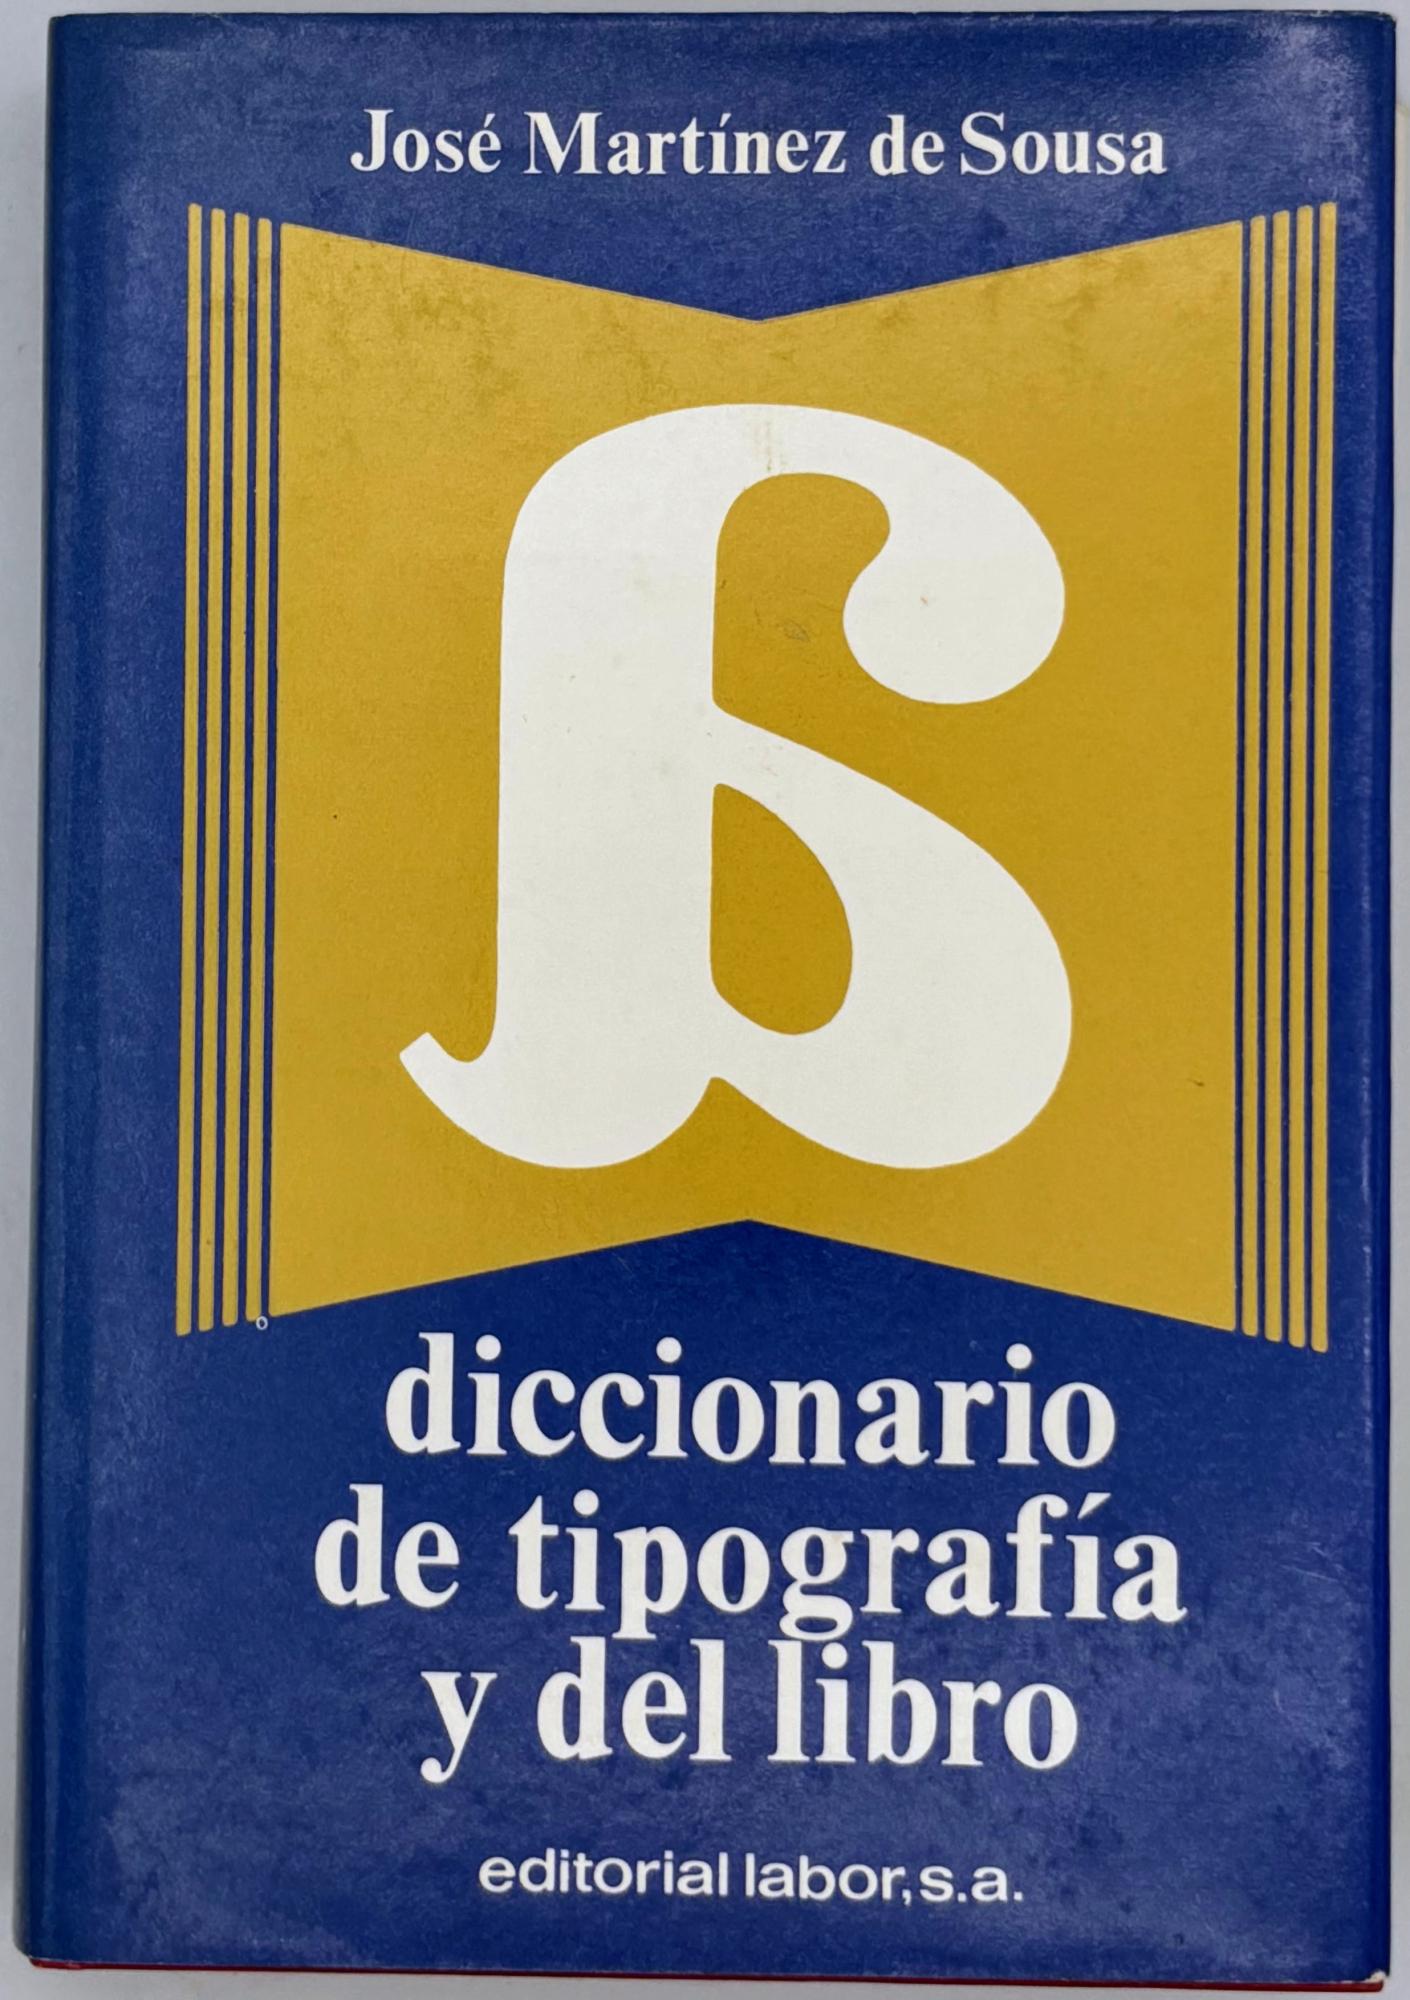 José Martínez de Sousa
a
diccionario
de tipografía
y del libro
editorial labor, s.a.